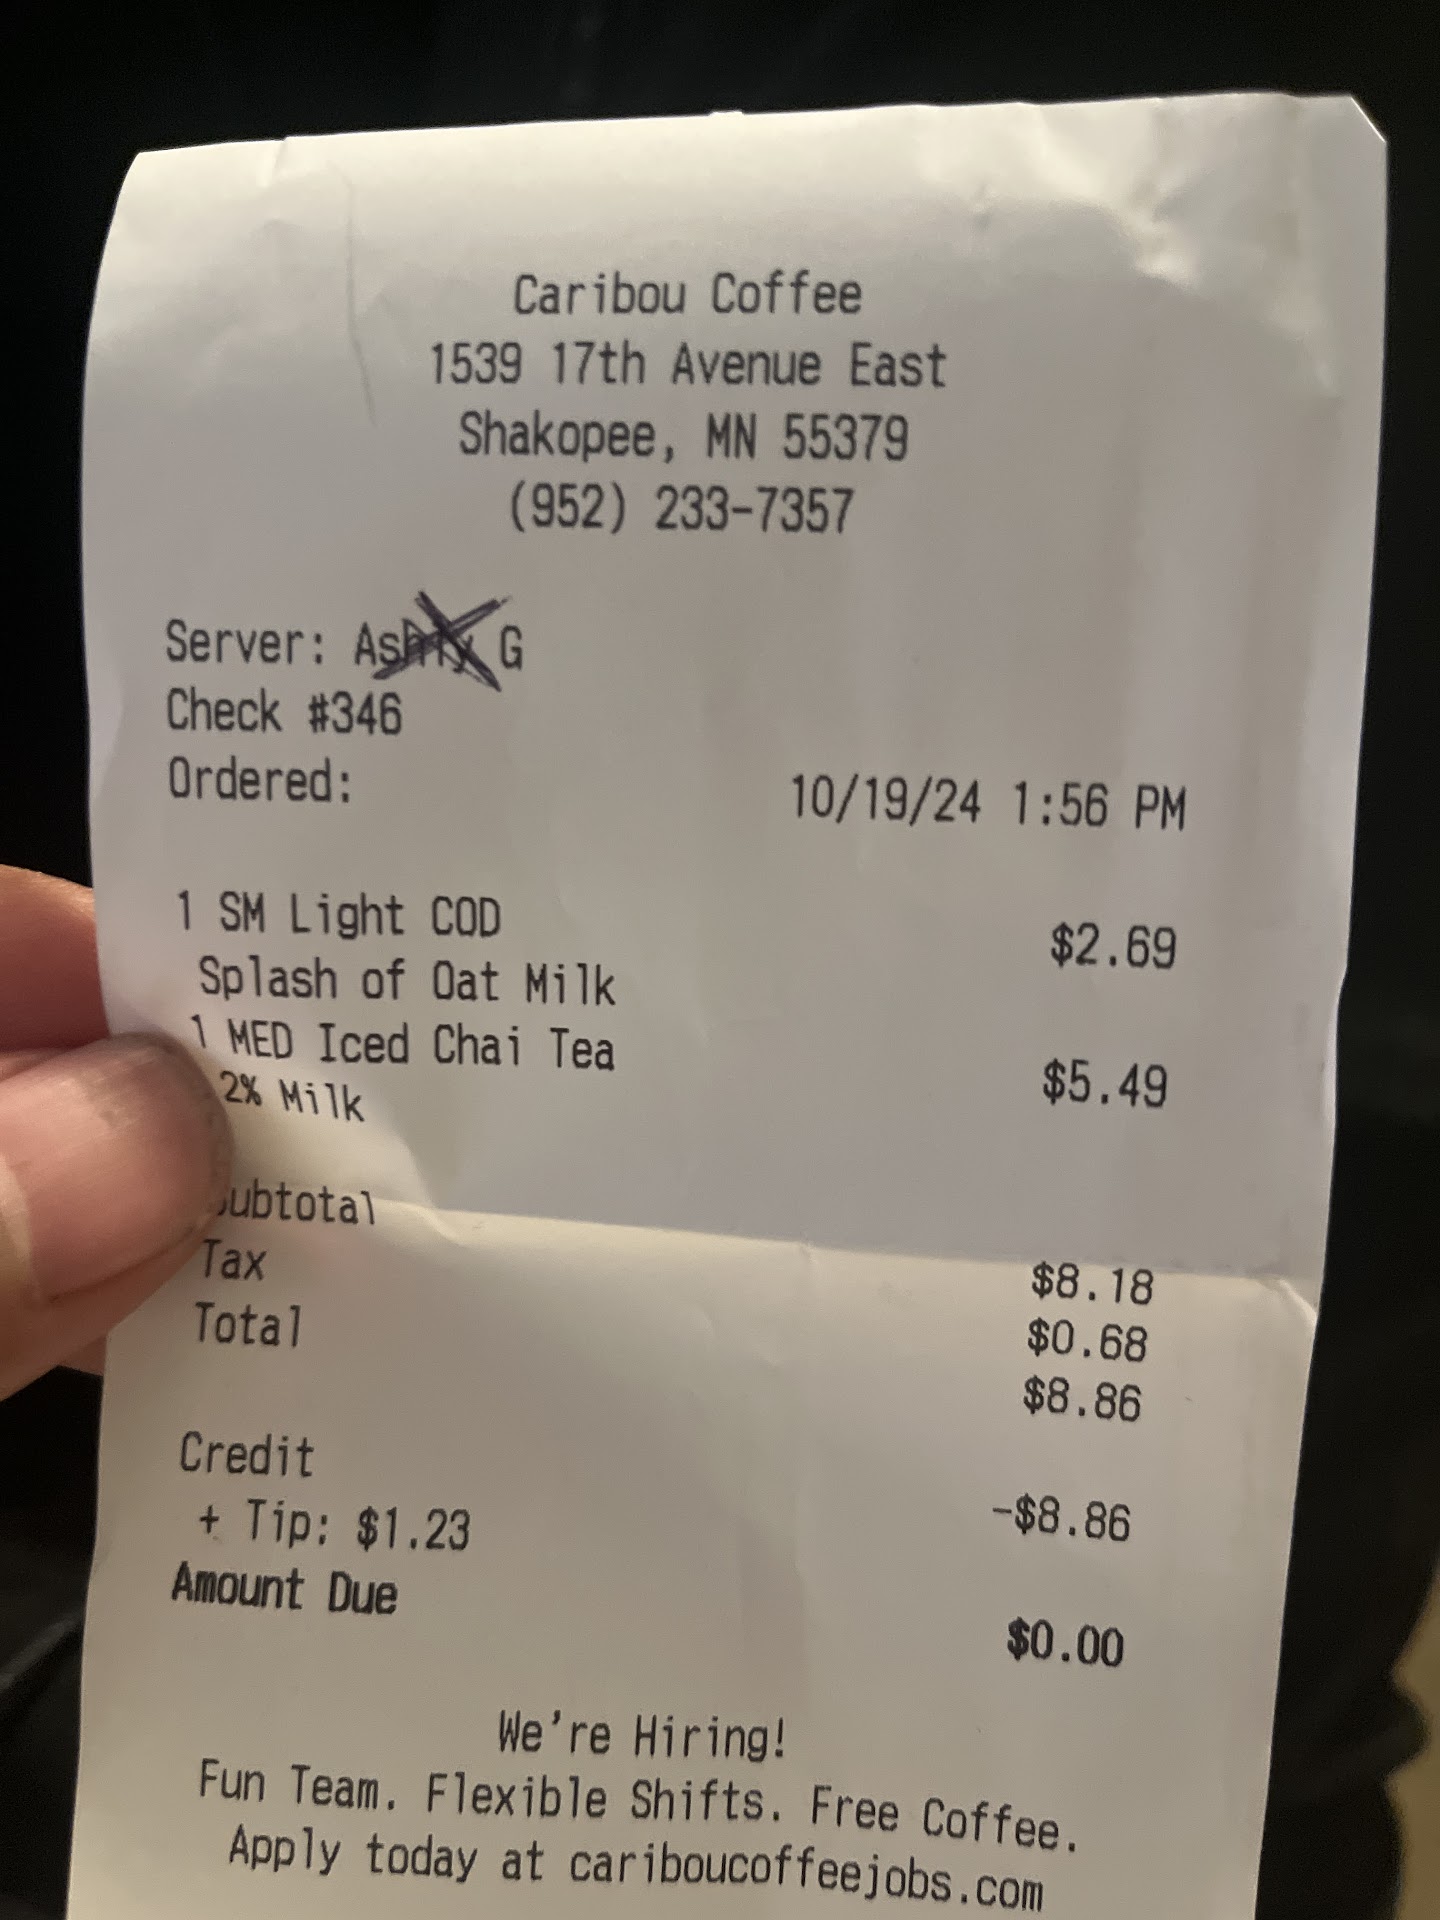 Caribou Coffee
1539 17th Avenue East
Shakopee, MN 55379
(952) 233-7357
Server: G
Check #346
Ordered: 10/19/24 1:56 PM
1 SM Light COD $2.69
Splash of Oat Milk
1 MED Iced Chai Tea $5.49
2% Milk
Subtotal $8.18
Tax $0.68
Total $8.86
Credit -$8.86
+ Tip: $1.23
Amount Due $0.00
We're Hiring!
Fun Team. Flexible Shifts. Free Coffee.
Apply today at cariboucoffeejobs.com